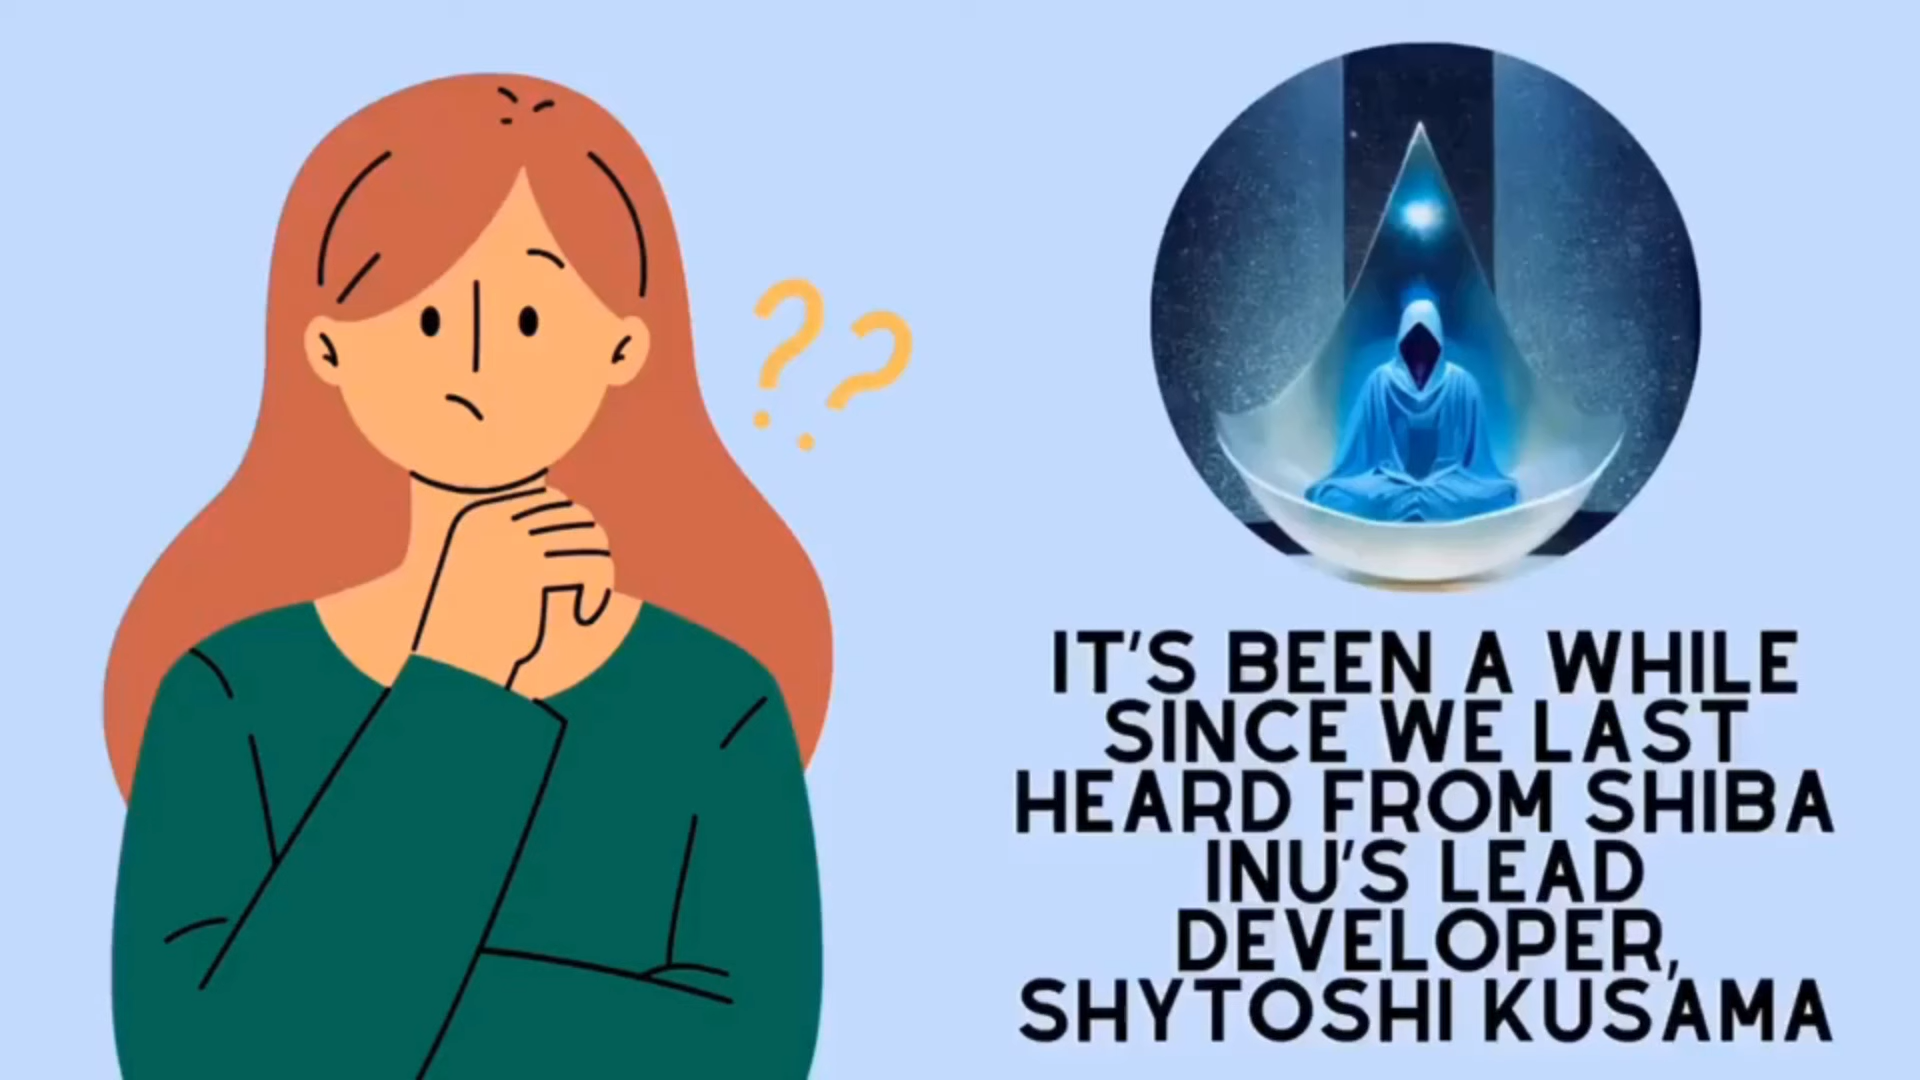 ??
IT'S BEEN A WHILE
SINCE WE LAST
HEARD FROM SHIBA
INU'S LEAD
DEVELOPER,
SHYTOSHI KUSAMA